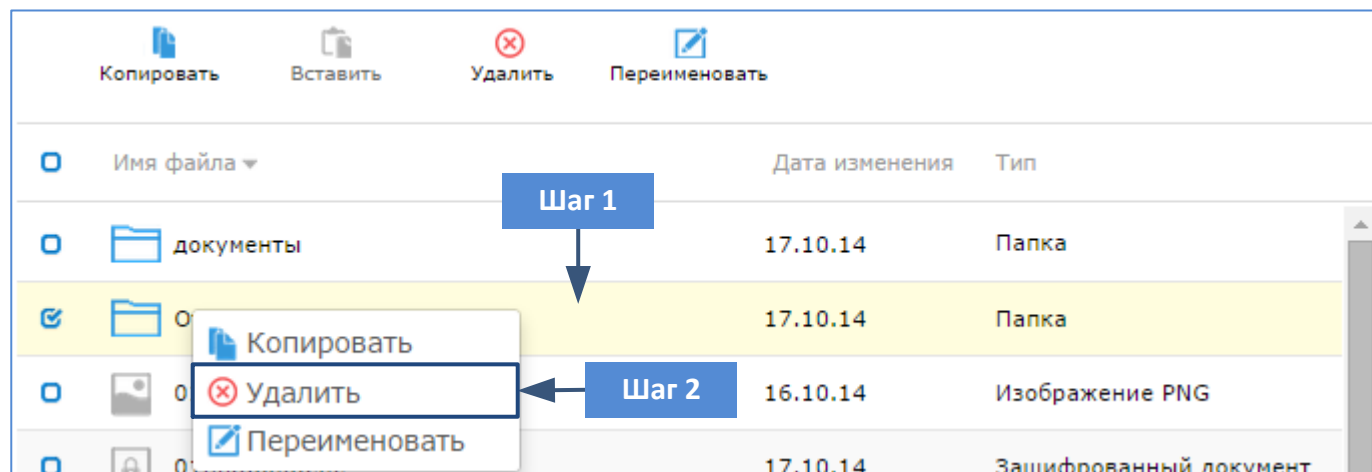 Копировать Вставить Удалить Переименовать
Имя файла Дата изменения Тип
Шаг 1
документы 17.10.14 Папка
17.10.14 Папка
Копировать
Удалить Шаг 2 16.10.14 Изображение PNG
Переименовать
17.10.14 Зашифрованный документ